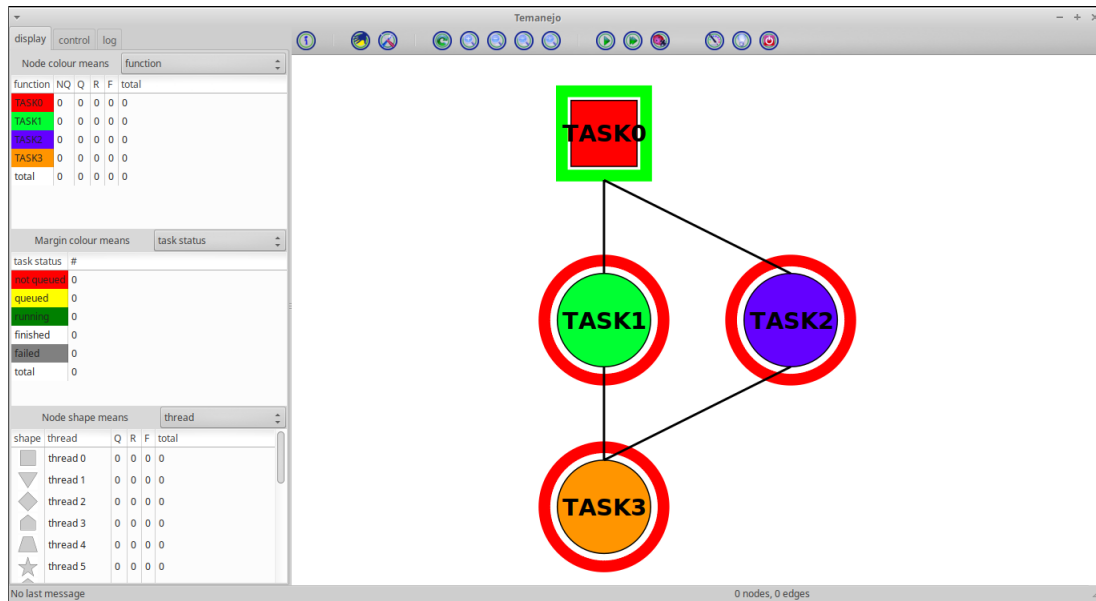 Temanejo
display control log
Node colour means function
function NQ Q R F total
TASK0 0 0 0 0 0
TASK1 0 0 0 0 0
TASK2 0 0 0 0 0
TASK3 0 0 0 0 0
total 0 0 0 0 0
Margin colour means task status
task status #
not queued 0
queued 0
running 0
finished 0
failed 0
total 0
Node shape means thread
shape thread Q R F total
thread 0 0 0 0 0
thread 1 0 0 0 0
thread 2 0 0 0 0
thread 3 0 0 0 0
thread 4 0 0 0 0
thread 5 0 0 0 0
TASK0
TASK1 TASK2
TASK3
No last message 0 nodes, 0 edges